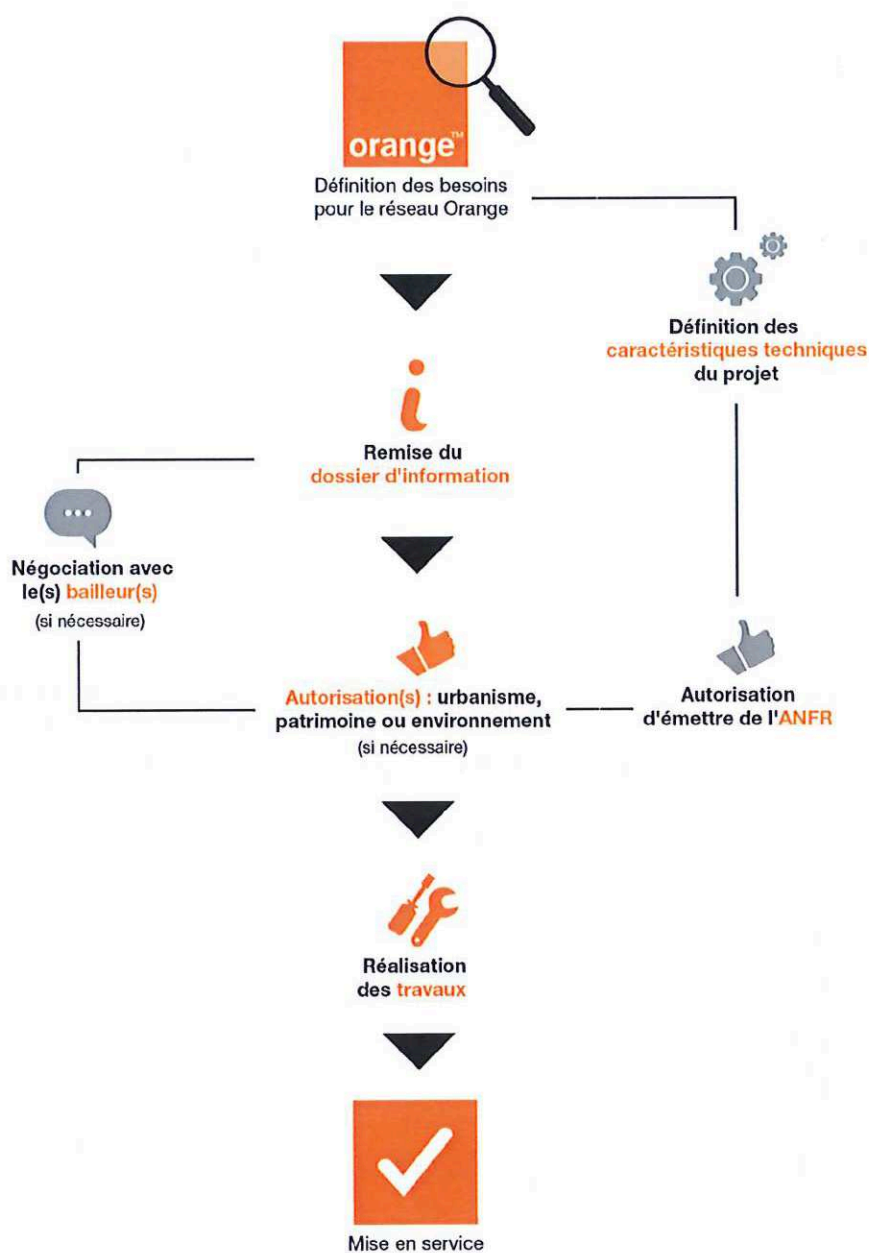 orange™
Définition des besoins
pour le réseau Orange
Définition des
caractéristiques techniques
du projet
Remise du
dossier d'information
Négociation avec
le(s) bailleur(s)
(si nécessaire)
Autorisation(s) : urbanisme,
patrimoine ou environnement
(si nécessaire)
Autorisation
d'émettre de l'ANFR
Réalisation
des travaux
Mise en service